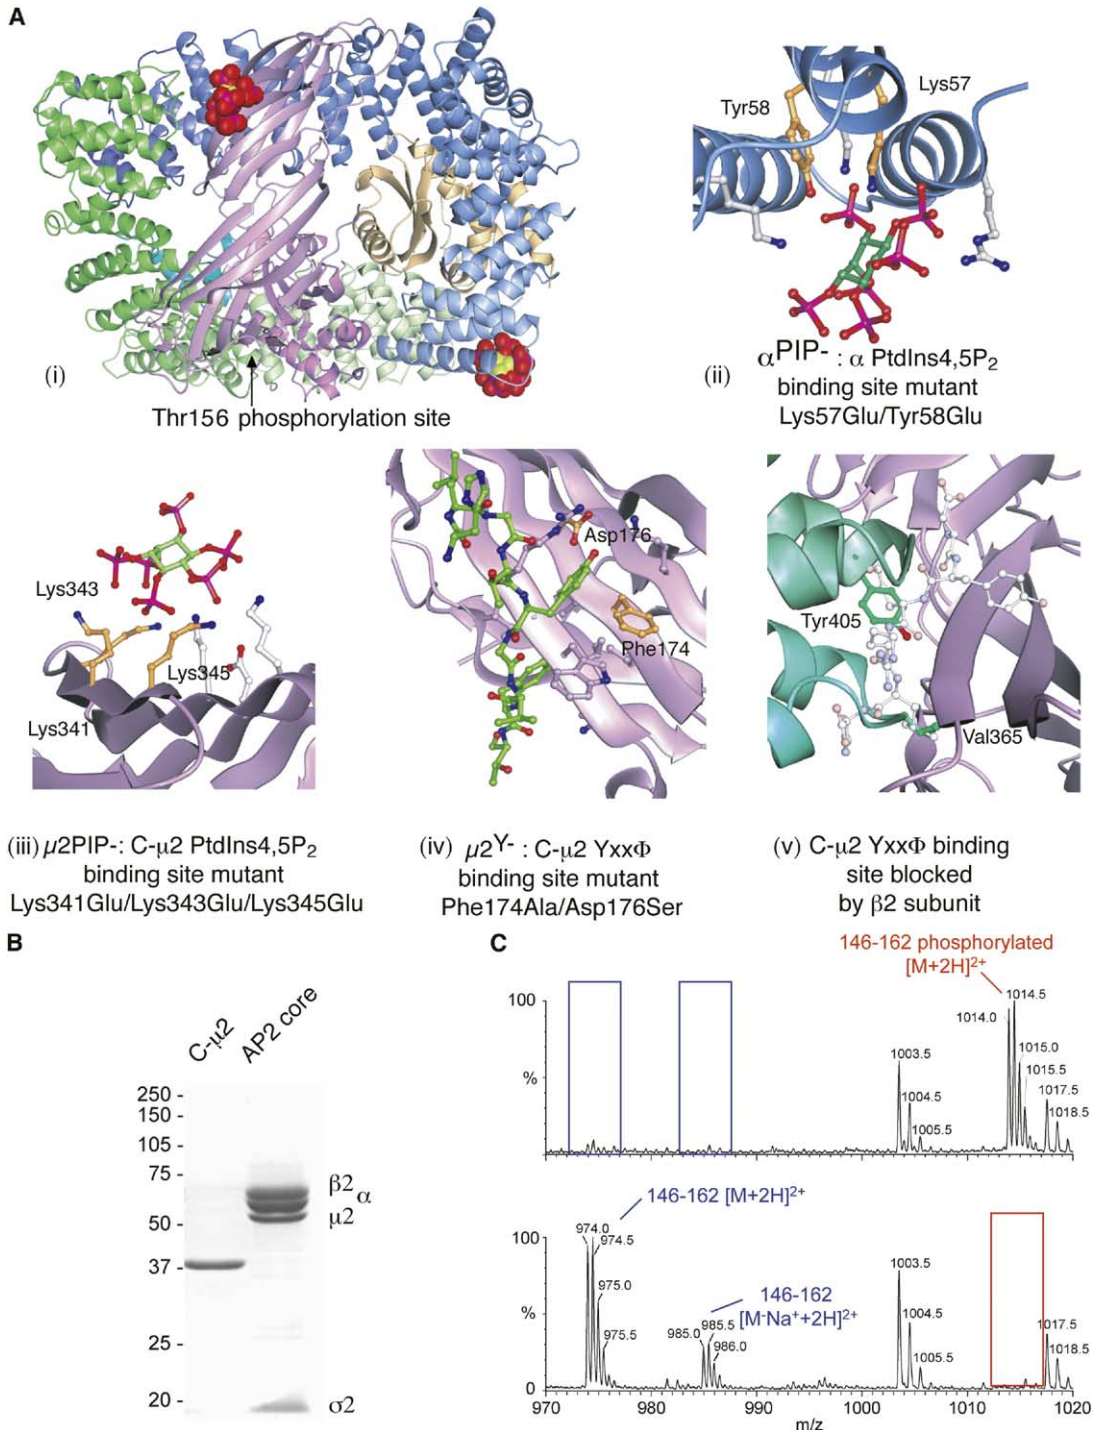 A
Tyr58
Lys57
(i)
Thr156 phosphorylation site
(ii) αPIP- : α PtdIns4,5P2
binding site mutant
Lys57Glu/Tyr58Glu
Lys343
Lys345
Lys341
Asp176
Phe174
Tyr405
Val365
(iii) μ2PIP-: C-μ2 PtdIns4,5P2
binding site mutant
Lys341Glu/Lys343Glu/Lys345Glu
(iv) μ2Y- : C-μ2 YxxΦ
binding site mutant
Phe174Ala/Asp176Ser
(v) C-μ2 YxxΦ binding
site blocked
by β2 subunit
B
C-μ2
AP2 core
250 -
150 -
105 -
75 -
50 -
37 -
25 -
20 -
β2
α
μ2
σ2
C
146-162 phosphorylated
[M+2H]2+
100
%
1003.5
1004.5
1005.5
1014.0
1014.5
1015.0
1015.5
1017.5
1018.5
146-162 [M+2H]2+
100
%
0
974.0
974.5
975.0
975.5
146-162
[M-Na++2H]2+
985.0
985.5
986.0
1003.5
1004.5
1005.5
1017.5
1018.5
970 980 990 1000 1010 1020
m/z